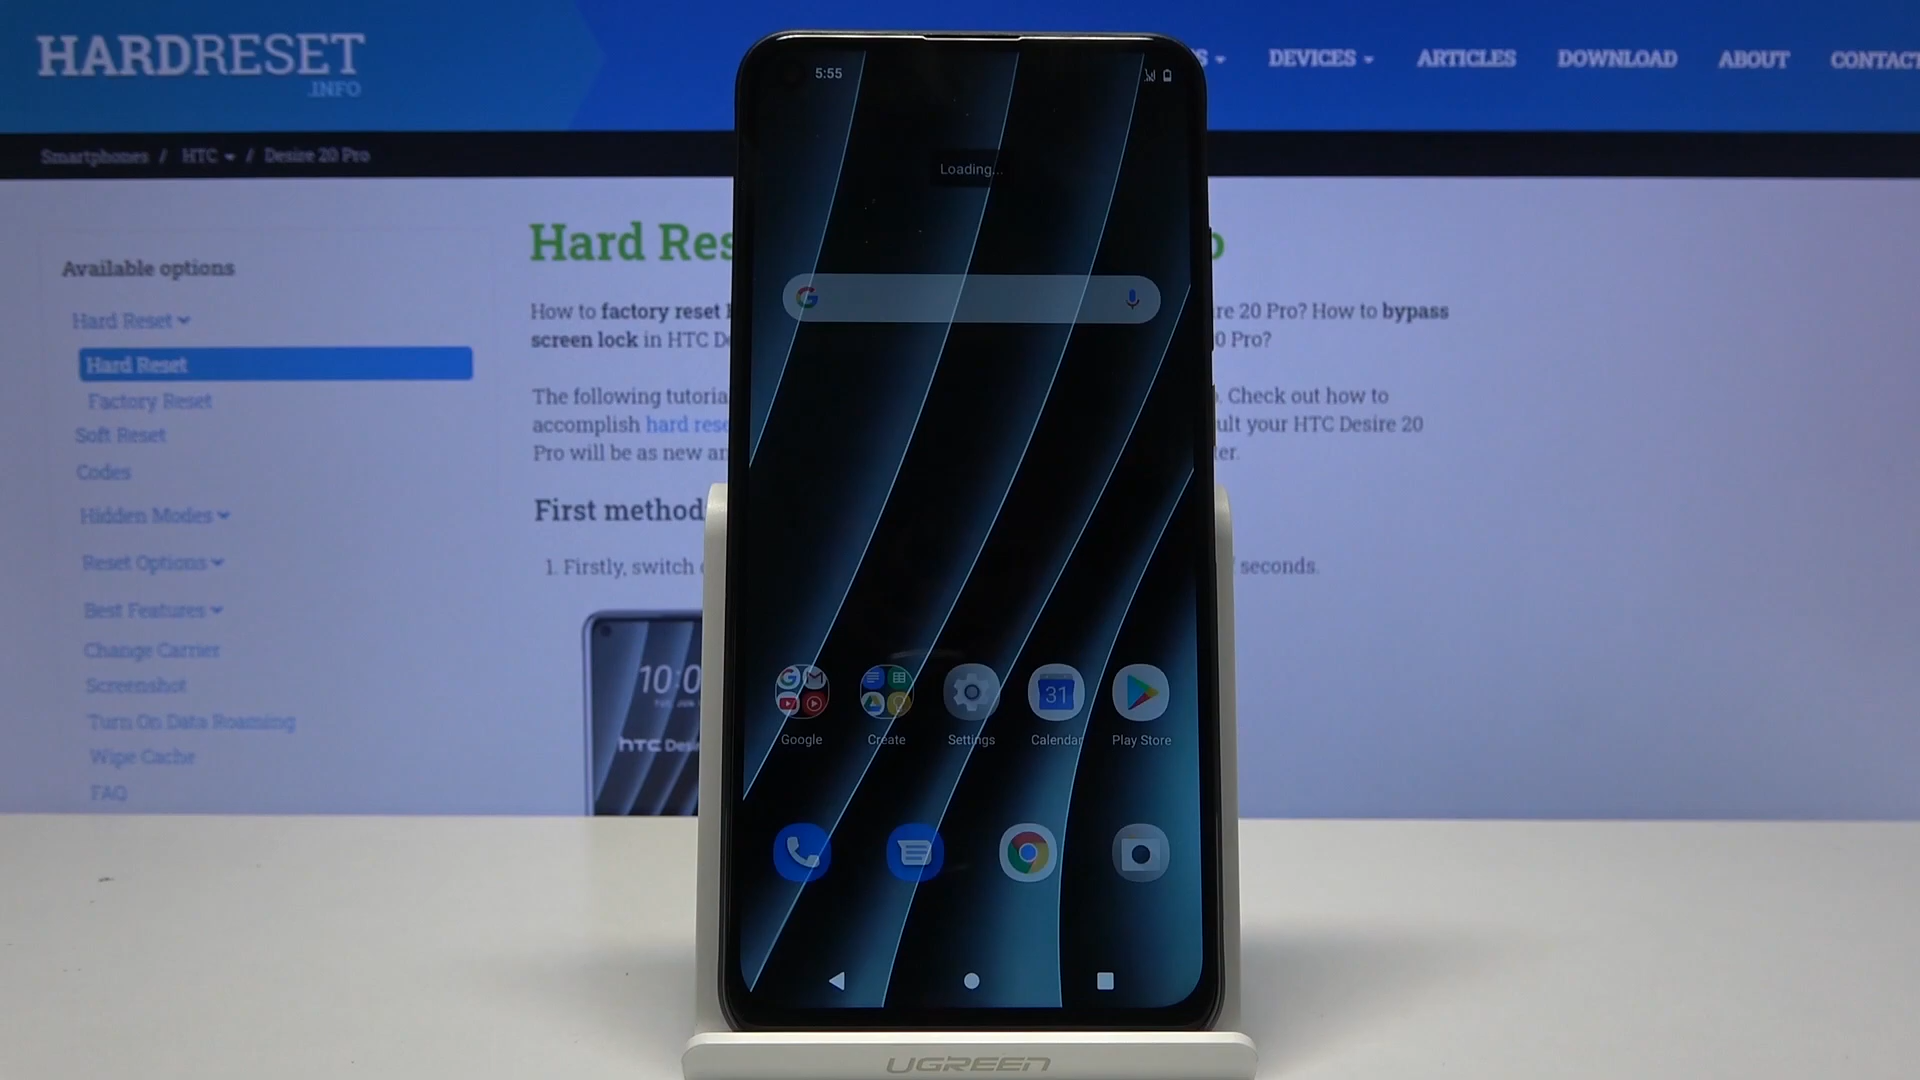 HARDRESET
.INFO
DEVICES
ARTICLES
DOWNLOAD
ABOUT
CONTACT
Smartphones / HTC / Desire 20 Pro
Available options
Hard Reset
Hard Reset
Factory Reset
Soft Reset
Codes
Hidden Modes
Reset Options
Best Features
Change Carrier
Screenshot
Turn On Data Roaming
Wipe Cache
FAQ
Hard Res
How to factory reset
re 20 Pro? How to bypass
screen lock in HTC De
0 Pro?
The following tutoria
. Check out how to
accomplish hard rese
ult your HTC Desire 20
Pro will be as new an
ter.
First method
1. Firstly, switch
seconds.
10:0
hTC Desi
5:55
Loading...
G
31
Google
Create
Settings
Calendar
Play Store
UGREEN